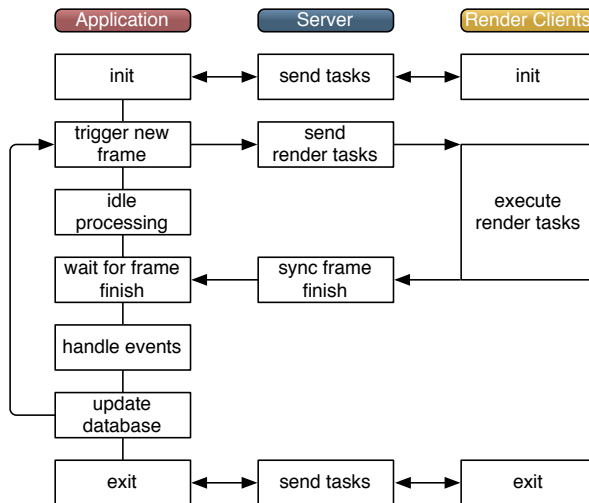 Application Server Render Clients
init send tasks init
trigger new send
frame render tasks
idle execute
processing render tasks
wait for frame sync frame
finish finish
handle events
update
database
exit send tasks exit